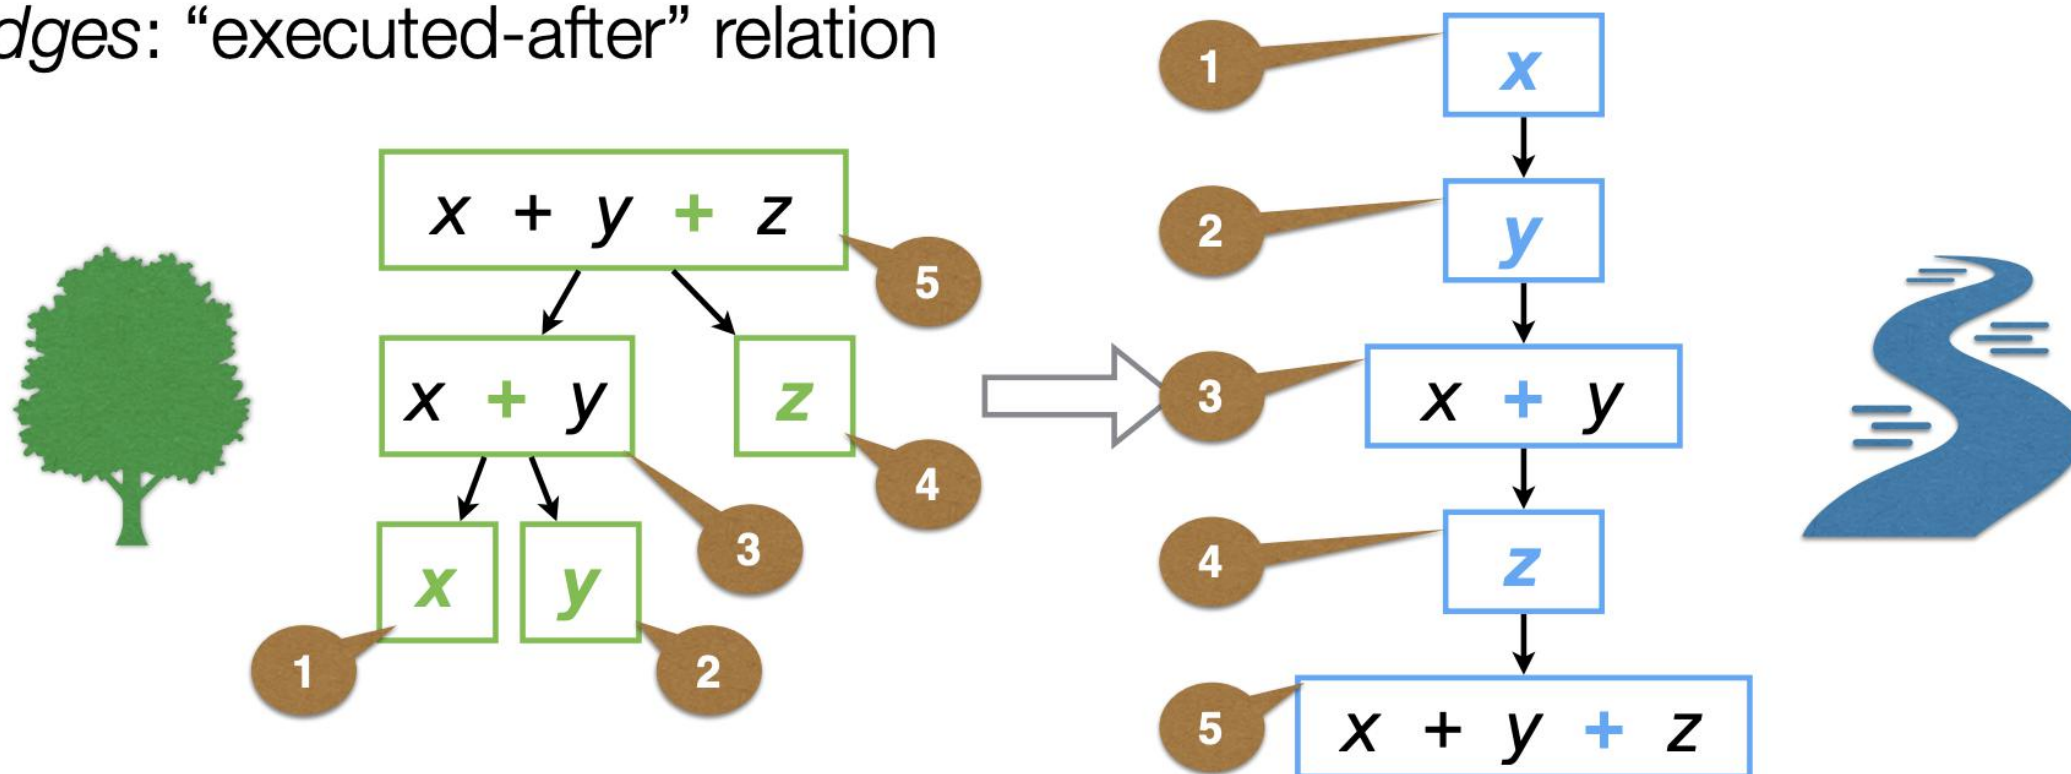 dges: “executed-after” relation
x + y + z
5
x + y
z
4
3
x
y
1
2
1
x
2
y
3
x + y
4
z
5
x + y + z